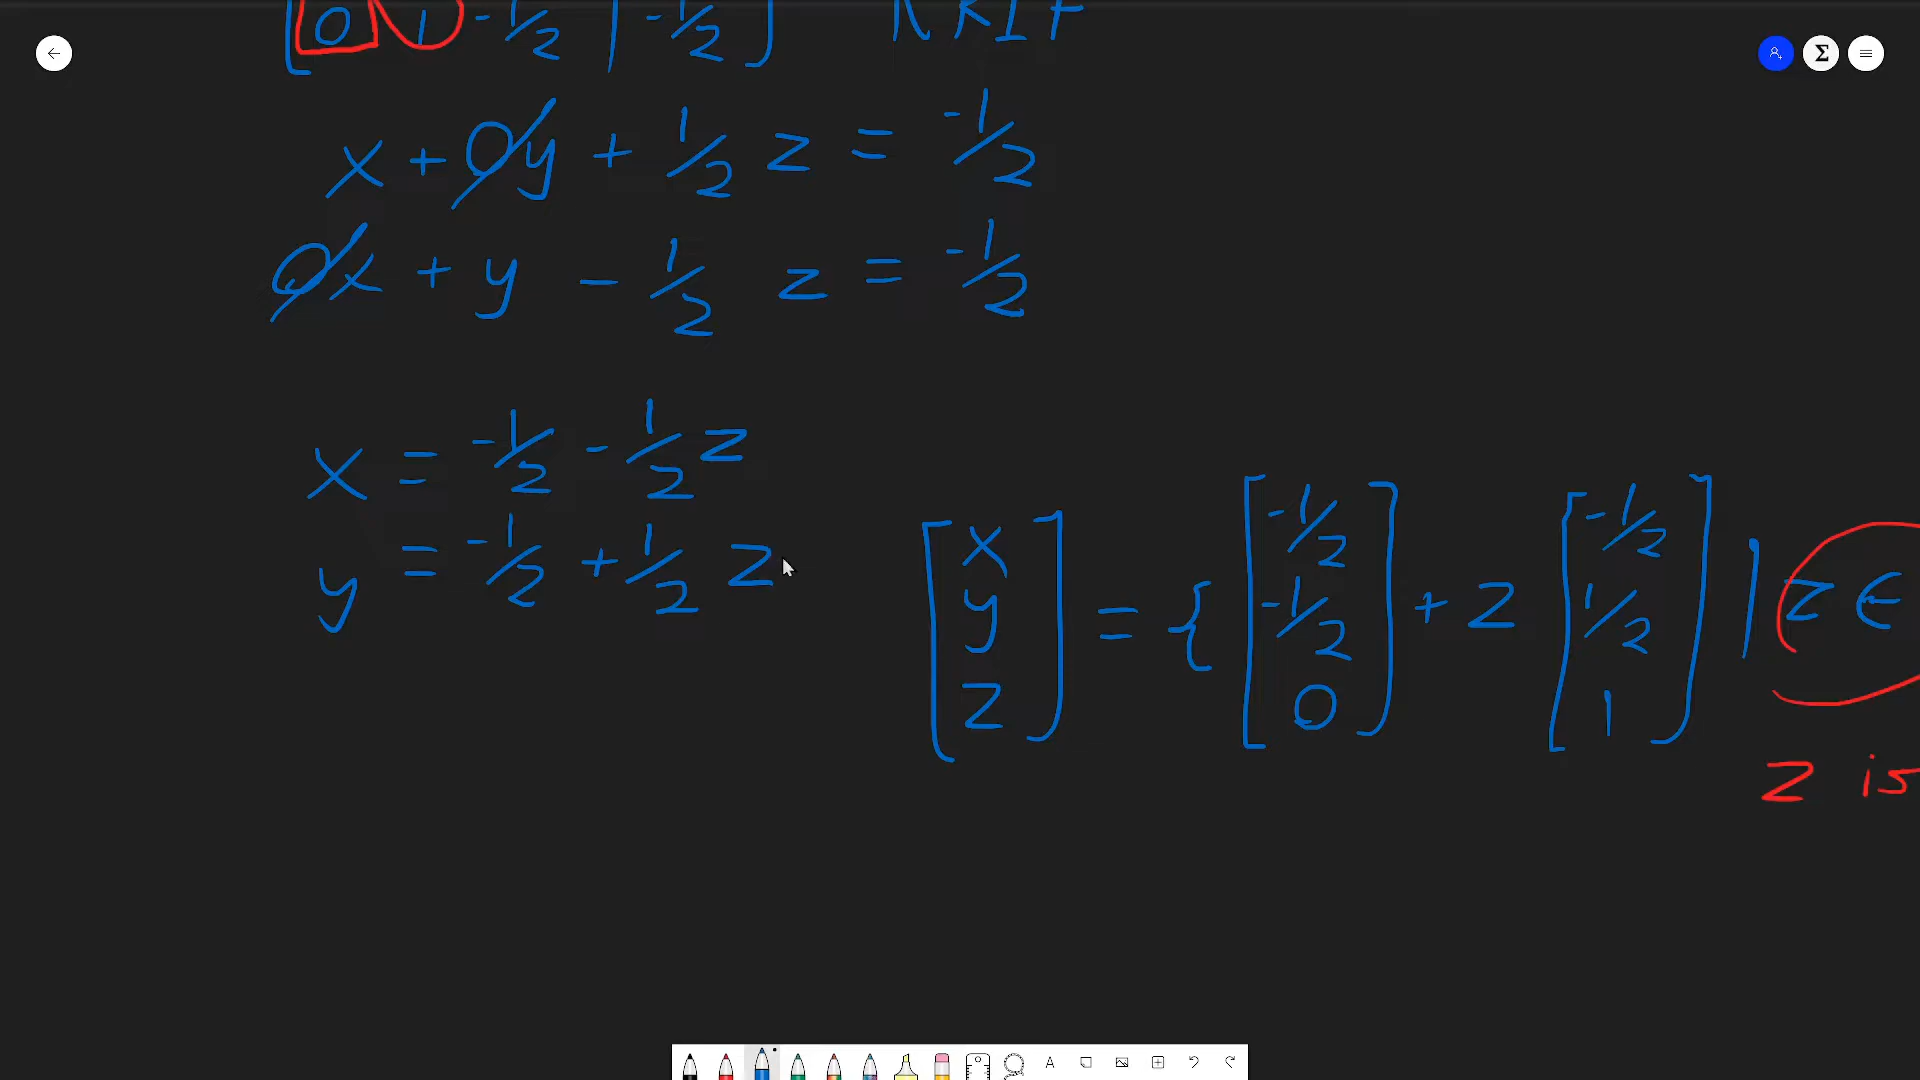 [0 1 -1/2 | -1/2]
x + 0y + 1/2 z = -1/2
0x + y - 1/2 z = -1/2
x = -1/2 - 1/2 z
y = -1/2 + 1/2 z
[x y z] = { [-1/2 -1/2 0] + z [-1/2 1/2 1] | z ∈
z is
Σ
A